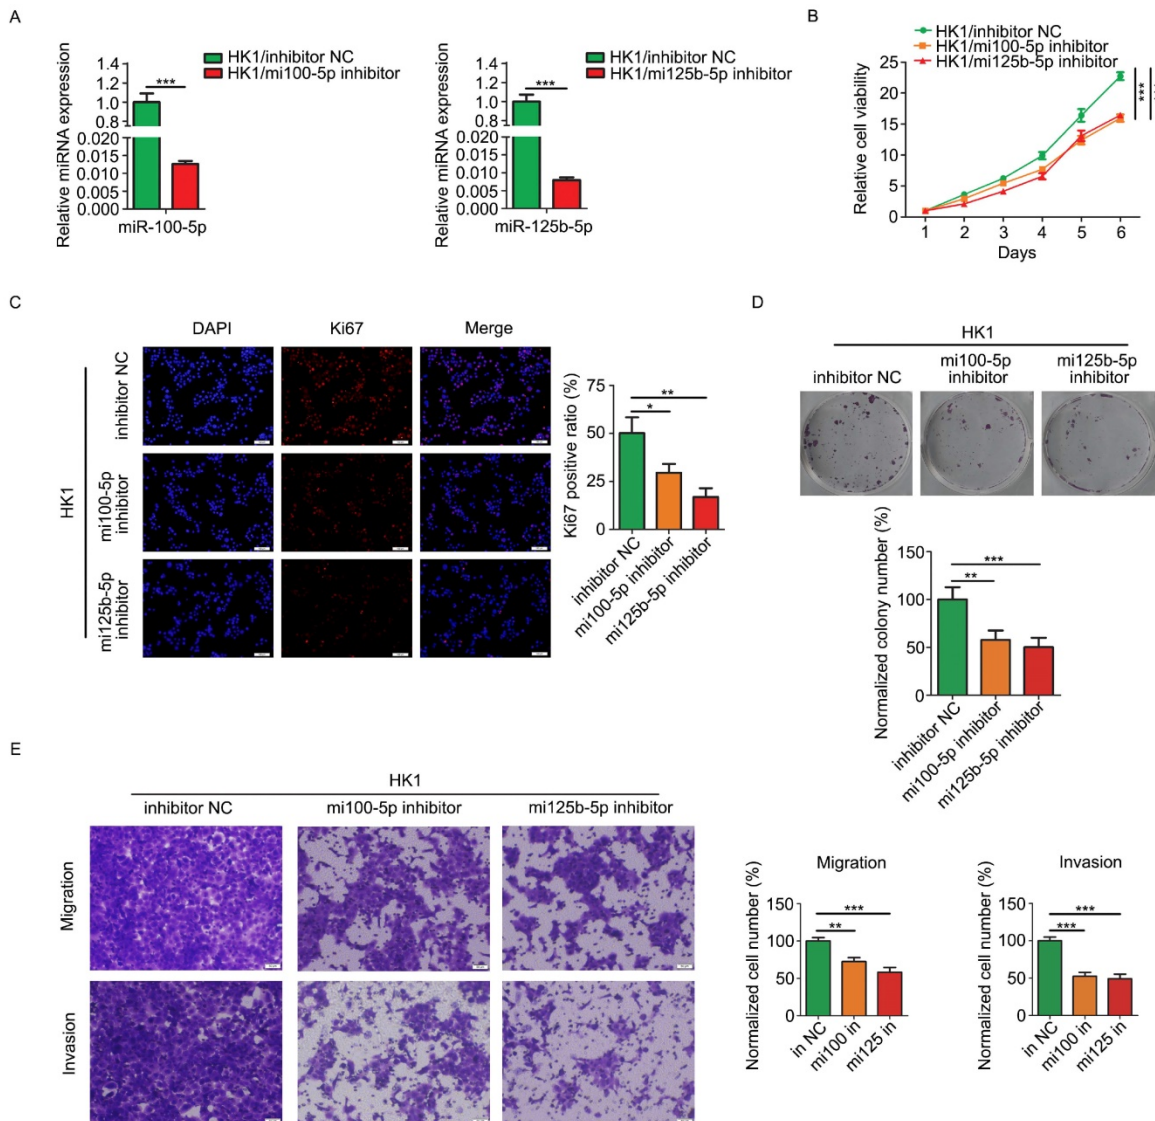 A
HK1/inhibitor NC
HK1/mi100-5p inhibitor
Relative miRNA expression
1.4
1.2
1.0
0.8
0.020
0.015
0.010
0.005
0.000
***
miR-100-5p
HK1/inhibitor NC
HK1/mi125b-5p inhibitor
Relative miRNA expression
1.4
1.2
1.0
0.8
0.020
0.015
0.010
0.005
0.000
***
miR-125b-5p
B
HK1/inhibitor NC
HK1/mi100-5p inhibitor
HK1/mi125b-5p inhibitor
Relative cell viability
25
20
15
10
5
0
1 2 3 4 5 6
Days
***
C
DAPI Ki67 Merge
HK1
inhibitor NC
mi100-5p
inhibitor
mi125b-5p
inhibitor
Ki67 positive ratio (%)
75
50
25
0
**
*
inhibitor NC
mi100-5p inhibitor
mi125b-5p inhibitor
D
HK1
inhibitor NC
mi100-5p
inhibitor
mi125b-5p
inhibitor
Normalized colony number (%)
150
100
50
0
***
**
inhibitor NC
mi100-5p inhibitor
mi125b-5p inhibitor
E
HK1
inhibitor NC mi100-5p inhibitor mi125b-5p inhibitor
Migration
Invasion
Migration
Normalized cell number (%)
150
100
50
0
***
**
in NC
mi100 in
mi125 in
Invasion
Normalized cell number (%)
150
100
50
0
***
***
in NC
mi100 in
mi125 in